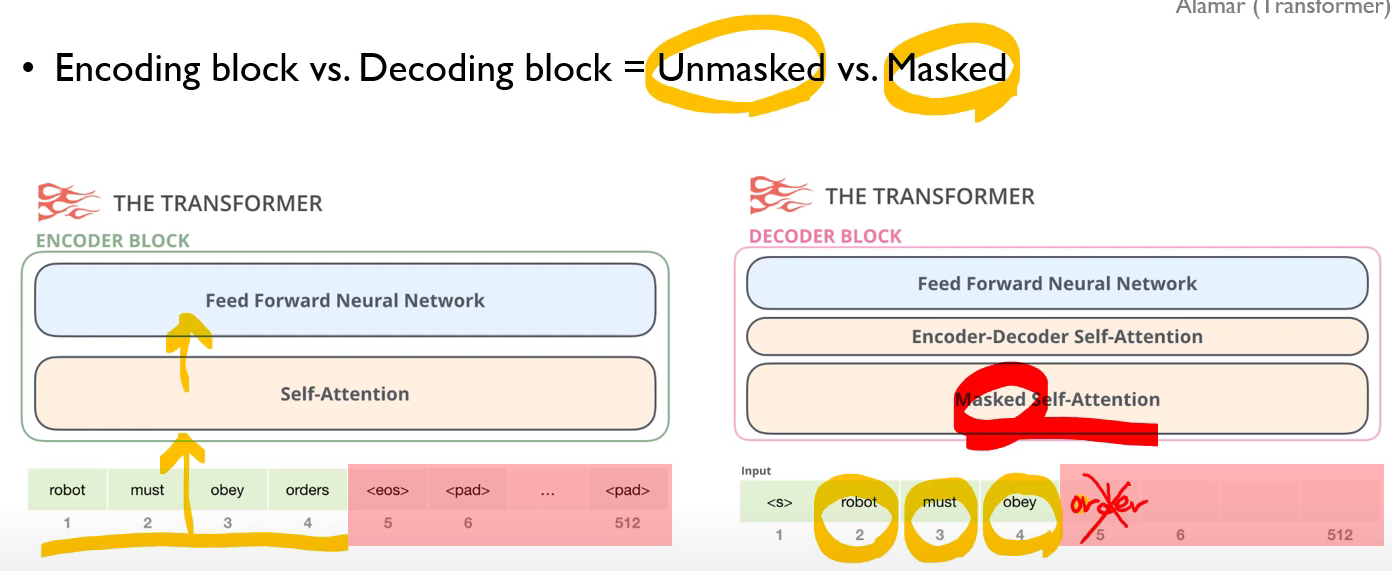 Alamar (Transformer)
• Encoding block vs. Decoding block = Unmasked vs. Masked
THE TRANSFORMER
ENCODER BLOCK
Feed Forward Neural Network
Self-Attention
robot must obey orders <eos> <pad> ... <pad>
1 2 3 4 5 6 512
THE TRANSFORMER
DECODER BLOCK
Feed Forward Neural Network
Encoder-Decoder Self-Attention
Masked Self-Attention
Input
<s> robot must obey order
1 2 3 4 5 6 512